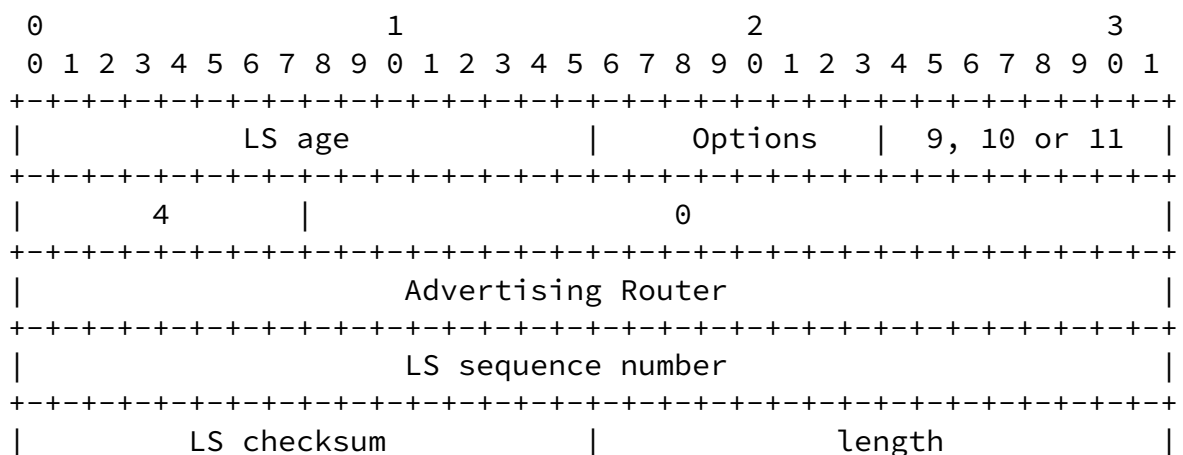 0                   1                   2                   3
 0 1 2 3 4 5 6 7 8 9 0 1 2 3 4 5 6 7 8 9 0 1 2 3 4 5 6 7 8 9 0 1
+-+-+-+-+-+-+-+-+-+-+-+-+-+-+-+-+-+-+-+-+-+-+-+-+-+-+-+-+-+-+-+-+
|            LS age             |     Options   |  9, 10 or 11  |
+-+-+-+-+-+-+-+-+-+-+-+-+-+-+-+-+-+-+-+-+-+-+-+-+-+-+-+-+-+-+-+-+
|       4       |                    0                          |
+-+-+-+-+-+-+-+-+-+-+-+-+-+-+-+-+-+-+-+-+-+-+-+-+-+-+-+-+-+-+-+-+
|                     Advertising Router                        |
+-+-+-+-+-+-+-+-+-+-+-+-+-+-+-+-+-+-+-+-+-+-+-+-+-+-+-+-+-+-+-+-+
|                     LS sequence number                        |
+-+-+-+-+-+-+-+-+-+-+-+-+-+-+-+-+-+-+-+-+-+-+-+-+-+-+-+-+-+-+-+-+
|         LS checksum           |             length            |